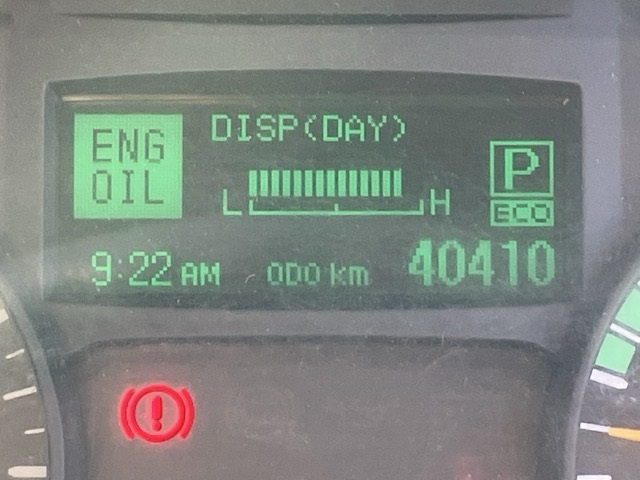 ENG
OIL
DISP(DAY)
L H
P
ECO
9:22 AM ODO km 40410